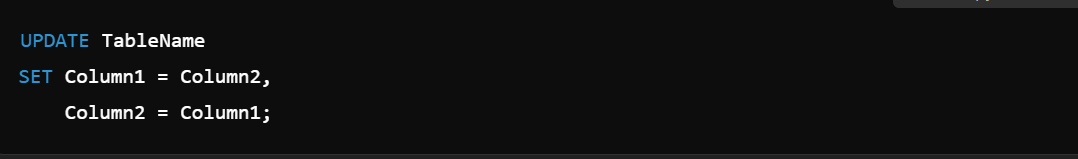 UPDATE TableName
SET Column1 = Column2,
    Column2 = Column1;